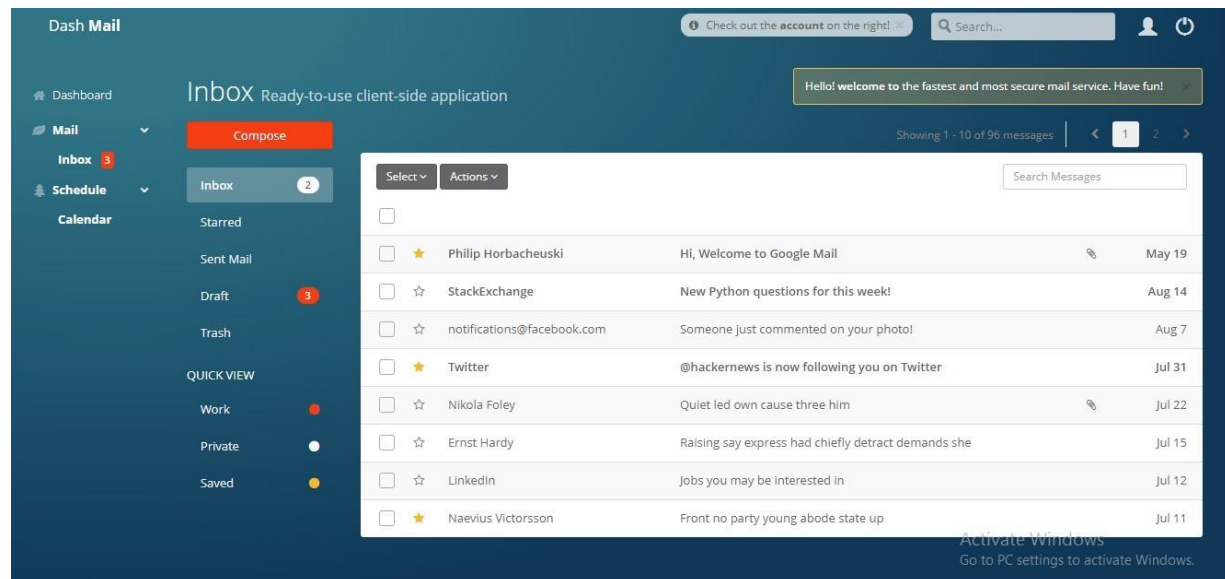 Dash Mail
Check out the account on the right! ×
Search...
Dashboard
Mail
Inbox 3
Schedule
Calendar
Inbox Ready-to-use client-side application
Hello! welcome to the fastest and most secure mail service. Have fun! ×
Compose
Showing 1 - 10 of 96 messages
1 2
Inbox 2
Starred
Sent Mail
Draft 3
Trash
QUICK VIEW
Work
Private
Saved
Select
Actions
Search Messages
Philip Horbacheuski Hi, Welcome to Google Mail May 19
StackExchange New Python questions for this week! Aug 14
notifications@facebook.com Someone just commented on your photo! Aug 7
Twitter @hackernews is now following you on Twitter Jul 31
Nikola Foley Quiet led own cause three him Jul 22
Ernst Hardy Raising say express had chiefly detract demands she Jul 15
LinkedIn Jobs you may be interested in Jul 12
Naevius Victorsson Front no party young abode state up Jul 11
Activate Windows
Go to PC settings to activate Windows.